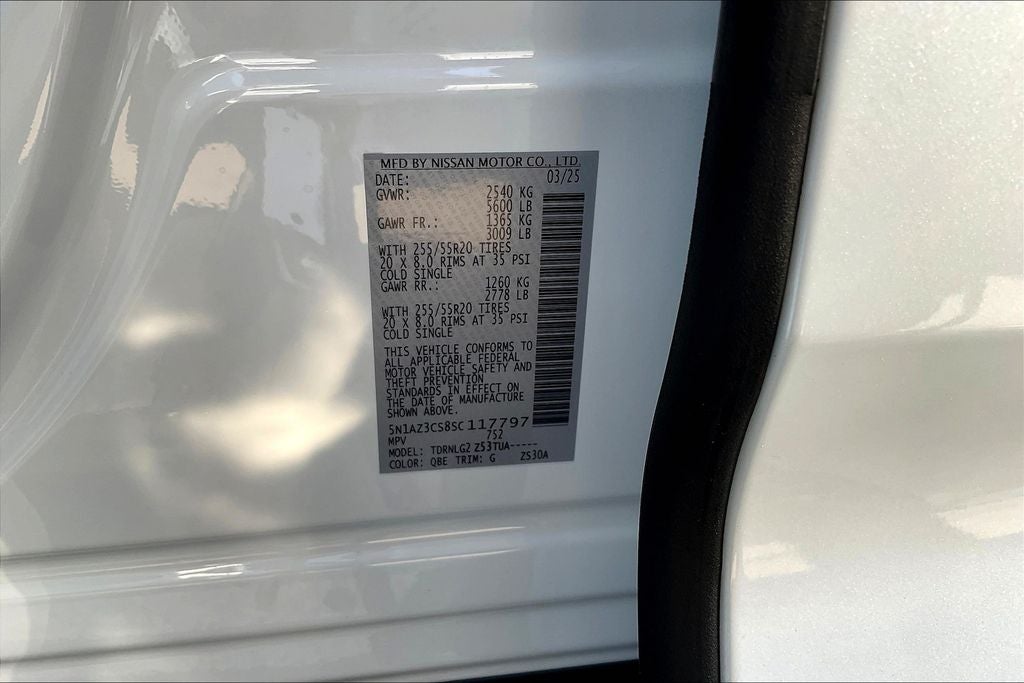 MFD BY NISSAN MOTOR CO., LTD.
DATE: 03/25
GVWR: 2540 KG
5600 LB
GAWR FR.: 1365 KG
3009 LB
WITH 255/55R20 TIRES
20 X 8.0 RIMS AT 35 PSI
COLD SINGLE
GAWR RR.: 1260 KG
2778 LB
WITH 255/55R20 TIRES
20 X 8.0 RIMS AT 35 PSI
COLD SINGLE
THIS VEHICLE CONFORMS TO
ALL APPLICABLE FEDERAL
MOTOR VEHICLE SAFETY AND
THEFT PREVENTION
STANDARDS IN EFFECT ON
THE DATE OF MANUFACTURE
SHOWN ABOVE.
5N1AZ3CS8SC117797
MPV 752
MODEL: TDRNLG2 Z53TUA-----
COLOR: QBE TRIM: G ZS30A